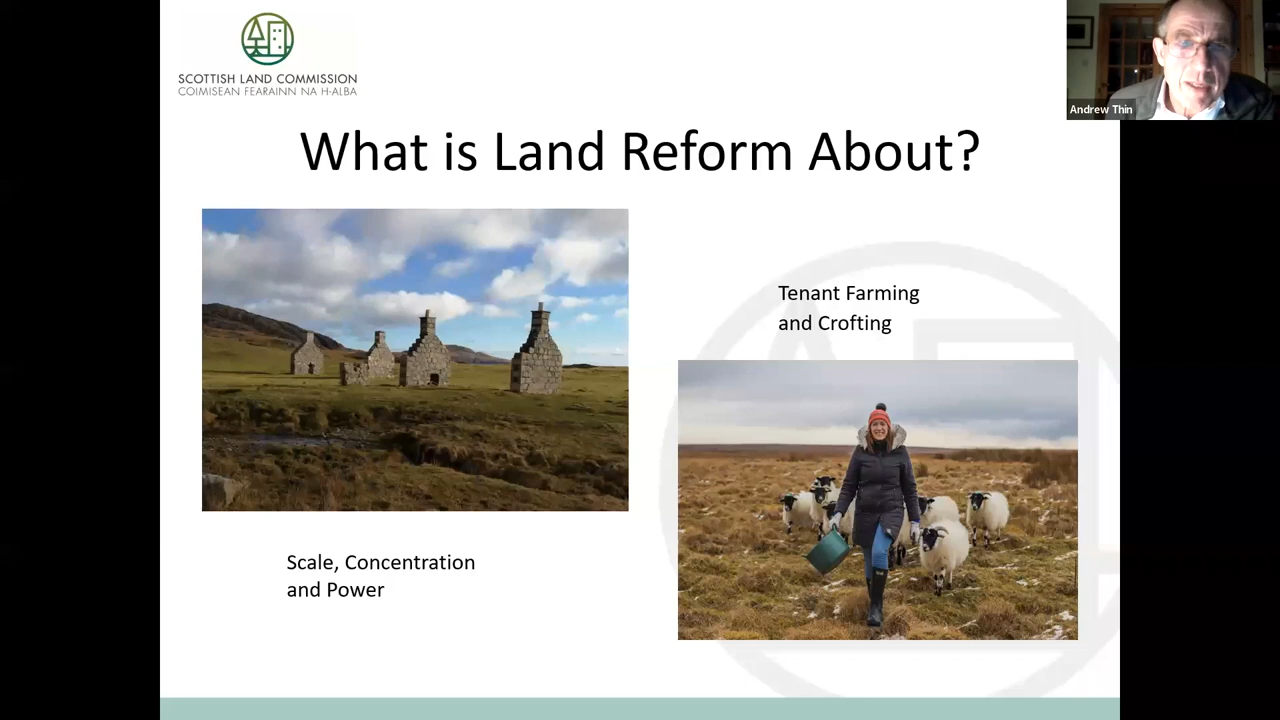 SCOTTISH LAND COMMISSION
COIMISEAN FEARAINN NA H-ALBA
Andrew Thin
What is Land Reform About?
Tenant Farming
and Crofting
Scale, Concentration
and Power